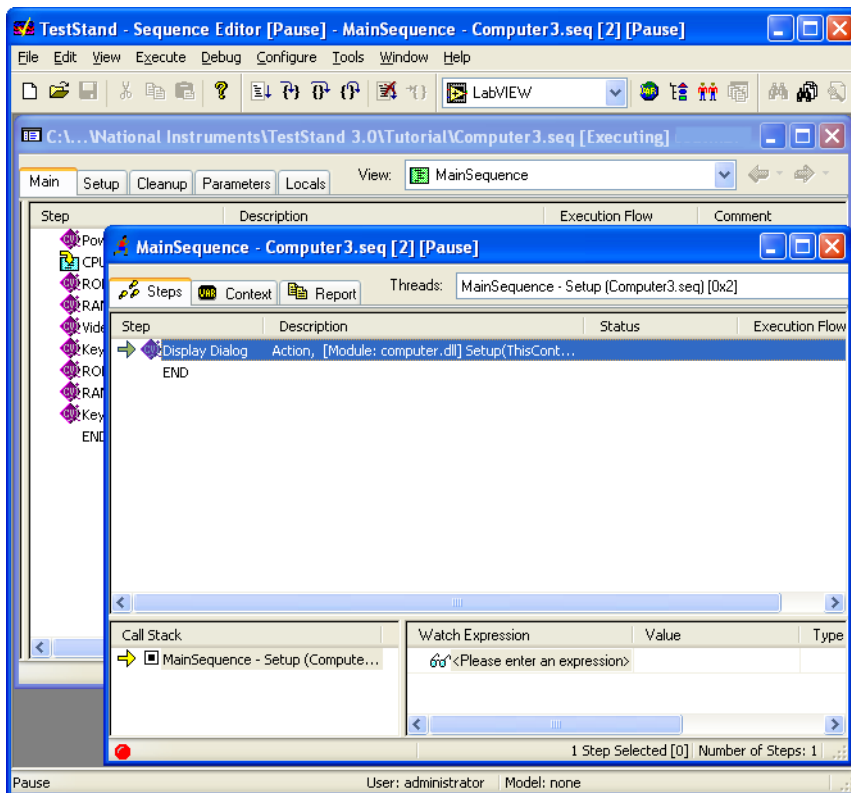 TestStand - Sequence Editor [Pause] - MainSequence - Computer3.seq [2] [Pause]
File Edit View Execute Debug Configure Tools Window Help
LabVIEW
C:\...\National Instruments\TestStand 3.0\Tutorial\Computer3.seq [Executing]
Main Setup Cleanup Parameters Locals View: MainSequence
Step Description Execution Flow Comment
Pow
CPU
ROM
RAM
Vide
Key
ROM
RAM
Key
END
MainSequence - Computer3.seq [2] [Pause]
Steps Context Report Threads: MainSequence - Setup (Computer3.seq) [0x2]
Step Description Status Execution Flow
Display Dialog Action, [Module: computer.dll] Setup(ThisCont...
END
Call Stack
MainSequence - Setup (Compute...
Watch Expression Value Type
<Please enter an expression>
1 Step Selected [0] Number of Steps: 1
Pause User: administrator Model: none